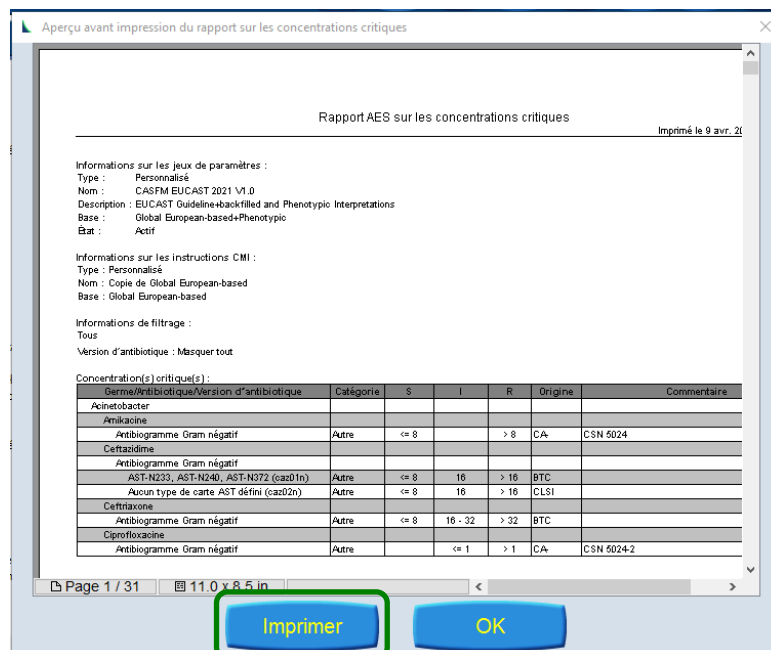 Aperçu avant impression du rapport sur les concentrations critiques
Rapport AES sur les concentrations critiques
Imprimé le 9 avr. 20
Informations sur les jeux de paramètres :
Type : Personnalisé
Nom : CASFM EUCAST 2021 V1.0
Description : EUCAST Guideline+backfilled and Phenotypic Interpretations
Base : Global European-based+Phenotypic
État : Actif
Informations sur les instructions CMI :
Type : Personnalisé
Nom : Copie de Global European-based
Base : Global European-based
Informations de filtrage :
Tous
Version d'antibiotique : Masquer tout
Concentration(s) critique(s) :
Germe/Antibiotique/Version d'antibiotique Catégorie S I R Origine Commentaire
Acinetobacter
Amikacine
Antibiogramme Gram négatif Autre <= 8 > 8 CA- CSN 5024
Ceftazidime
Antibiogramme Gram négatif
AST-N233, AST-N240, AST-N372 (caz01n) Autre <= 8 16 > 16 BTC
Aucun type de carte AST défini (caz02n) Autre <= 8 16 > 16 CLSI
Ceftriaxone
Antibiogramme Gram négatif Autre <= 8 16 - 32 > 32 BTC
Ciprofloxacine
Antibiogramme Gram négatif Autre <= 1 > 1 CA- CSN 5024-2
Page 1 / 31 11.0 x 8.5 in
Imprimer OK